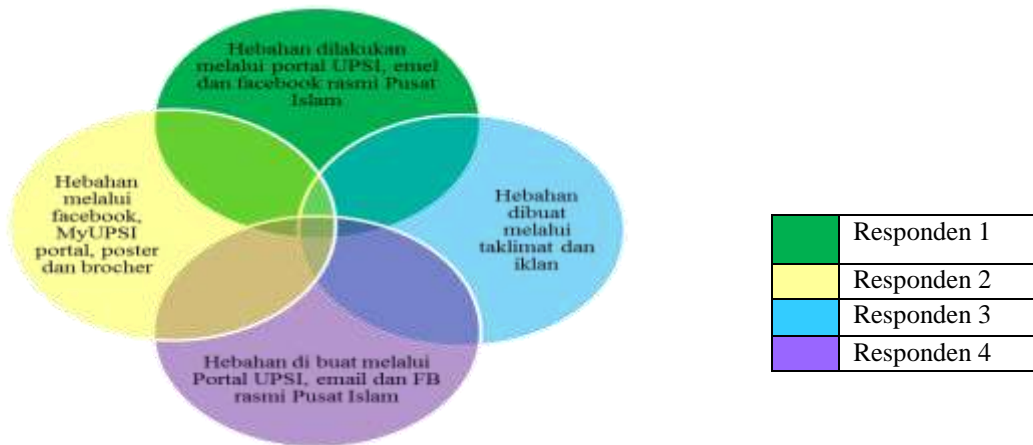 Hebahan dilakukan
melalui portal UPSI, emel
dan facebook rasmi Pusat
Islam
Hebahan
melalui
facebook,
MyUPSI
portal, poster
dan brocher
Hebahan
dibuat
melalui
taklimat dan
iklan
Hebahan di buat melalui
Portal UPSI, email dan FB
rasmi Pusat Islam
Responden 1
Responden 2
Responden 3
Responden 4